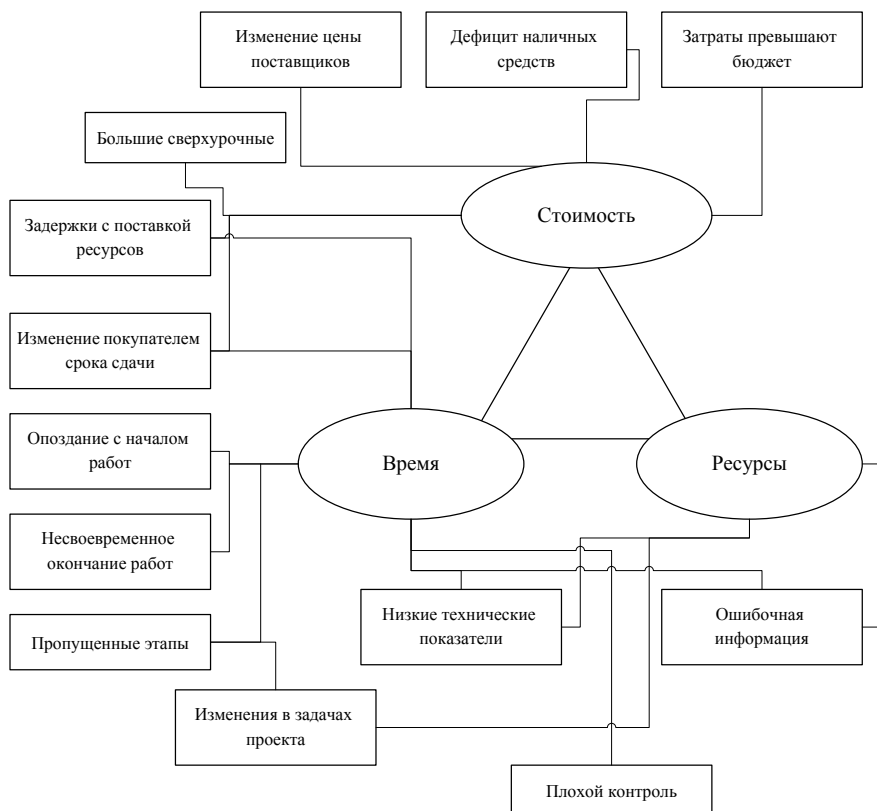 Изменение цены
поставщиков
Дефицит наличных
средств
Затраты превышают
бюджет
Большие сверхурочные
Стоимость
Задержки с поставкой
ресурсов
Изменение покупателем
срока сдачи
Опоздание с началом
работ
Время
Ресурсы
Несвоевременное
окончание работ
Низкие технические
показатели
Ошибочная
информация
Пропущенные этапы
Изменения в задачах
проекта
Плохой контроль